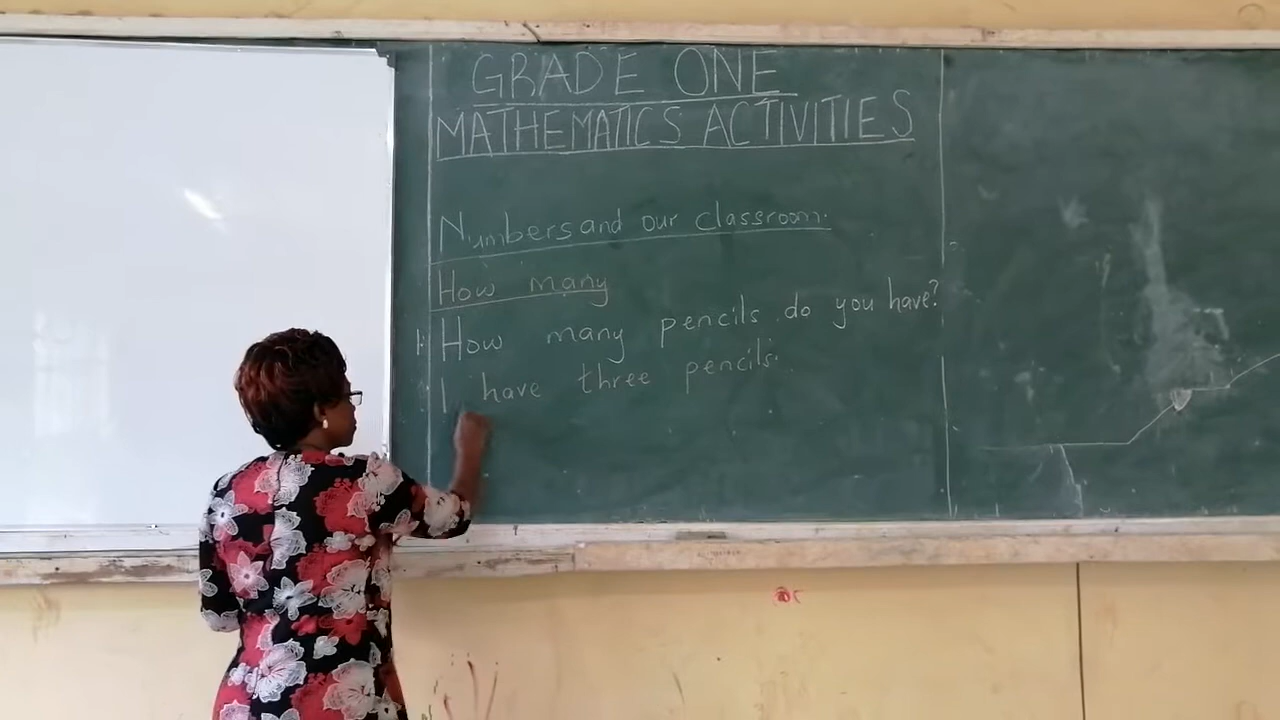 GRADE ONE
MATHEMATICS ACTIVITIES
Numbers and our classroom.
How many
1. How many pencils do you have?
I have three pencils.